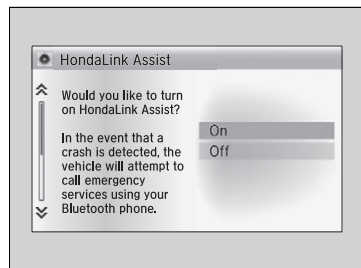 HondaLink Assist
Would you like to turn
on HondaLink Assist?
In the event that a
crash is detected, the
vehicle will attempt to
call emergency
services using your
Bluetooth phone.
On
Off